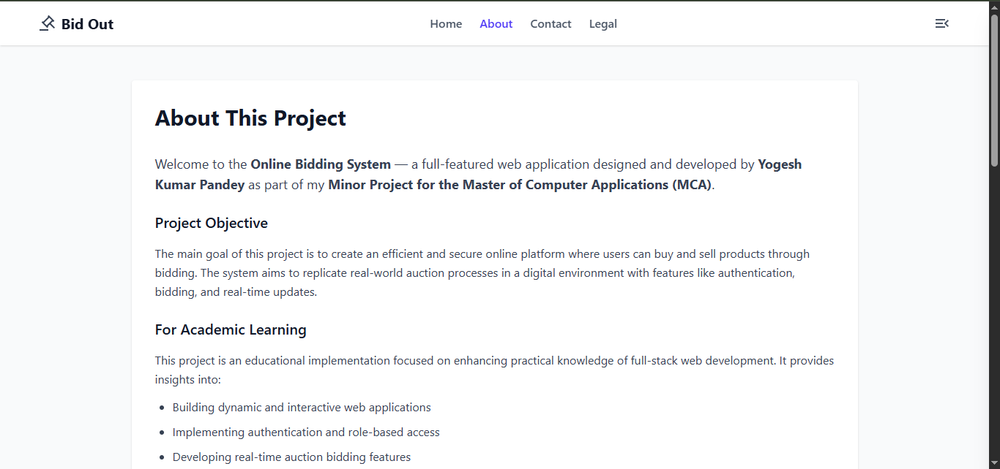 Bid Out
Home About Contact Legal
About This Project
Welcome to the Online Bidding System — a full-featured web application designed and developed by Yogesh
Kumar Pandey as part of my Minor Project for the Master of Computer Applications (MCA).
Project Objective
The main goal of this project is to create an efficient and secure online platform where users can buy and sell products through
bidding. The system aims to replicate real-world auction processes in a digital environment with features like authentication,
bidding, and real-time updates.
For Academic Learning
This project is an educational implementation focused on enhancing practical knowledge of full-stack web development. It provides
insights into:
• Building dynamic and interactive web applications
• Implementing authentication and role-based access
• Developing real-time auction bidding features